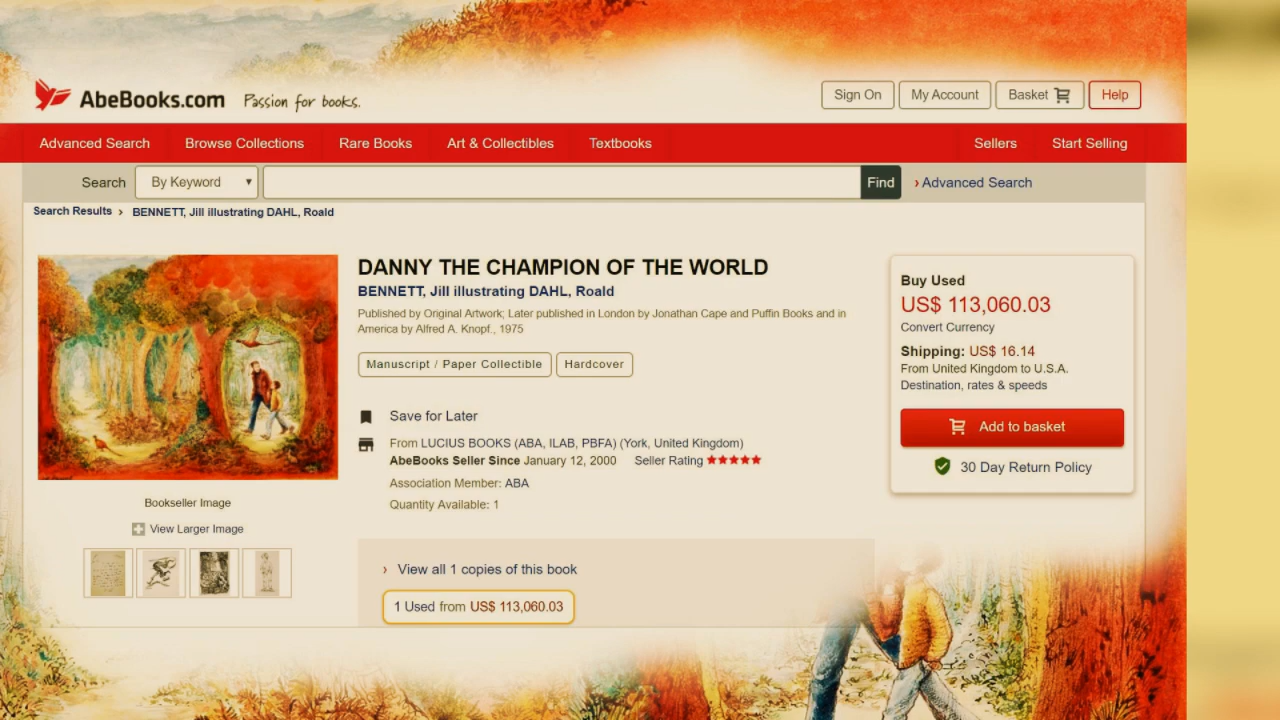 AbeBooks.com Passion for books.
Sign On My Account Basket Help
Advanced Search Browse Collections Rare Books Art & Collectibles Textbooks Sellers Start Selling
Search By Keyword Find › Advanced Search
Search Results › BENNETT, Jill illustrating DAHL, Roald
DANNY THE CHAMPION OF THE WORLD
BENNETT, Jill illustrating DAHL, Roald
Published by Original Artwork; Later published in London by Jonathan Cape and Puffin Books and in
America by Alfred A. Knopf., 1975
Manuscript / Paper Collectible Hardcover
Save for Later
From LUCIUS BOOKS (ABA, ILAB, PBFA) (York, United Kingdom)
AbeBooks Seller Since January 12, 2000 Seller Rating ★★★★★
Association Member: ABA
Quantity Available: 1
Bookseller Image
View Larger Image
› View all 1 copies of this book
1 Used from US$ 113,060.03
Buy Used
US$ 113,060.03
Convert Currency
Shipping: US$ 16.14
From United Kingdom to U.S.A.
Destination, rates & speeds
Add to basket
30 Day Return Policy